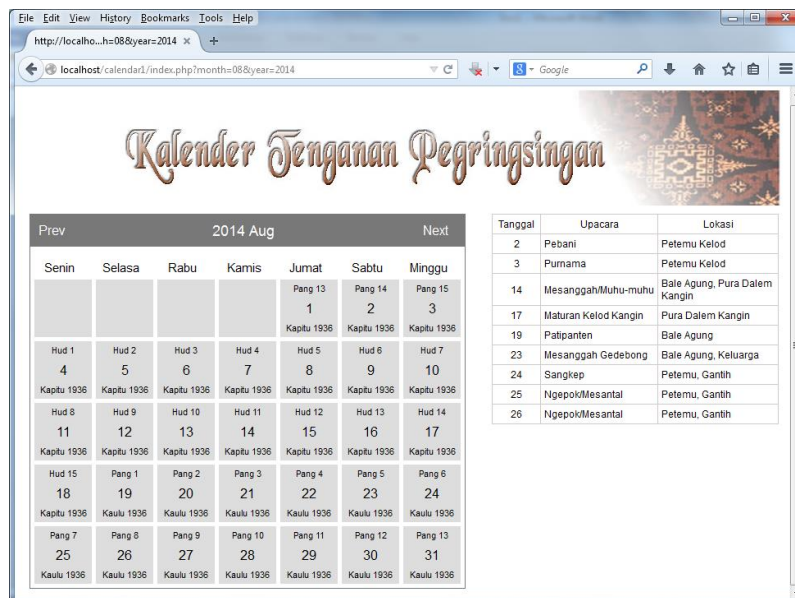 File Edit View History Bookmarks Tools Help
http://localho...h=08&year=2014 × +
localhost/calendar1/index.php?month=08&year=2014 Google
Kalender Tenganan Pegringsingan
Prev 2014 Aug Next
Senin Selasa Rabu Kamis Jumat Sabtu Minggu
Pang 13 Pang 14 Pang 15
1 2 3
Kapitu 1936 Kapitu 1936 Kapitu 1936
Hud 1 Hud 2 Hud 3 Hud 4 Hud 5 Hud 6 Hud 7
4 5 6 7 8 9 10
Kapitu 1936 Kapitu 1936 Kapitu 1936 Kapitu 1936 Kapitu 1936 Kapitu 1936 Kapitu 1936
Hud 8 Hud 9 Hud 10 Hud 11 Hud 12 Hud 13 Hud 14
11 12 13 14 15 16 17
Kapitu 1936 Kapitu 1936 Kapitu 1936 Kapitu 1936 Kapitu 1936 Kapitu 1936 Kapitu 1936
Hud 15 Pang 1 Pang 2 Pang 3 Pang 4 Pang 5 Pang 6
18 19 20 21 22 23 24
Kapitu 1936 Kaulu 1936 Kaulu 1936 Kaulu 1936 Kaulu 1936 Kaulu 1936 Kaulu 1936
Pang 7 Pang 8 Pang 9 Pang 10 Pang 11 Pang 12 Pang 13
25 26 27 28 29 30 31
Kaulu 1936 Kaulu 1936 Kaulu 1936 Kaulu 1936 Kaulu 1936 Kaulu 1936 Kaulu 1936
Tanggal Upacara Lokasi
2 Pebani Petemu Kelod
3 Purnama Petemu Kelod
14 Mesanggah/Muhu-muhu Bale Agung, Pura Dalem
Kangin
17 Maturan Kelod Kangin Pura Dalem Kangin
19 Patipanten Bale Agung
23 Mesanggah Gedebong Bale Agung, Keluarga
24 Sangkep Petemu, Gantih
25 Ngepok/Mesantal Petemu, Gantih
26 Ngepok/Mesantal Petemu, Gantih